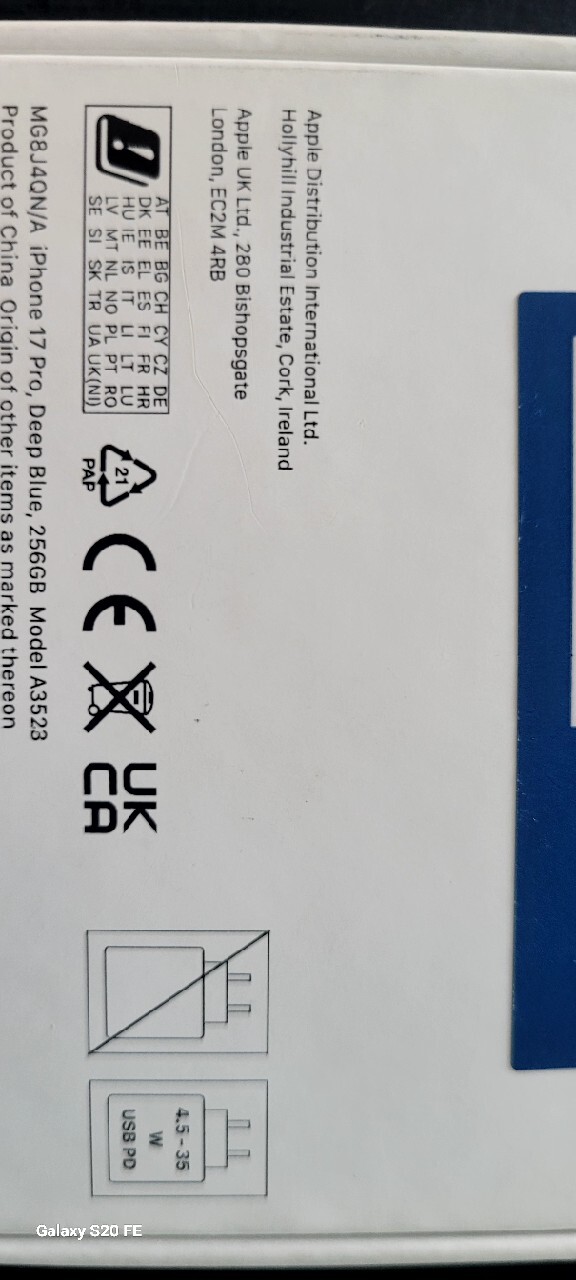 Apple Distribution International Ltd.
Hollyhill Industrial Estate, Cork, Ireland
Apple UK Ltd., 280 Bishopsgate
London, EC2M 4RB
AT BE BG CH CY CZ DE
DK EE EL ES FI FR HR
HU IE IS IT LI LT LU
LV MT NL NO PL PT RO
SE SI SK TR UA UK(NI)
21
PAP
CE
UK
CA
4.5 - 35
W
USB PD
MG8J4QN/A iPhone 17 Pro, Deep Blue, 256GB Model A3523
Product of China Origin of other items as marked thereon
Galaxy S20 FE